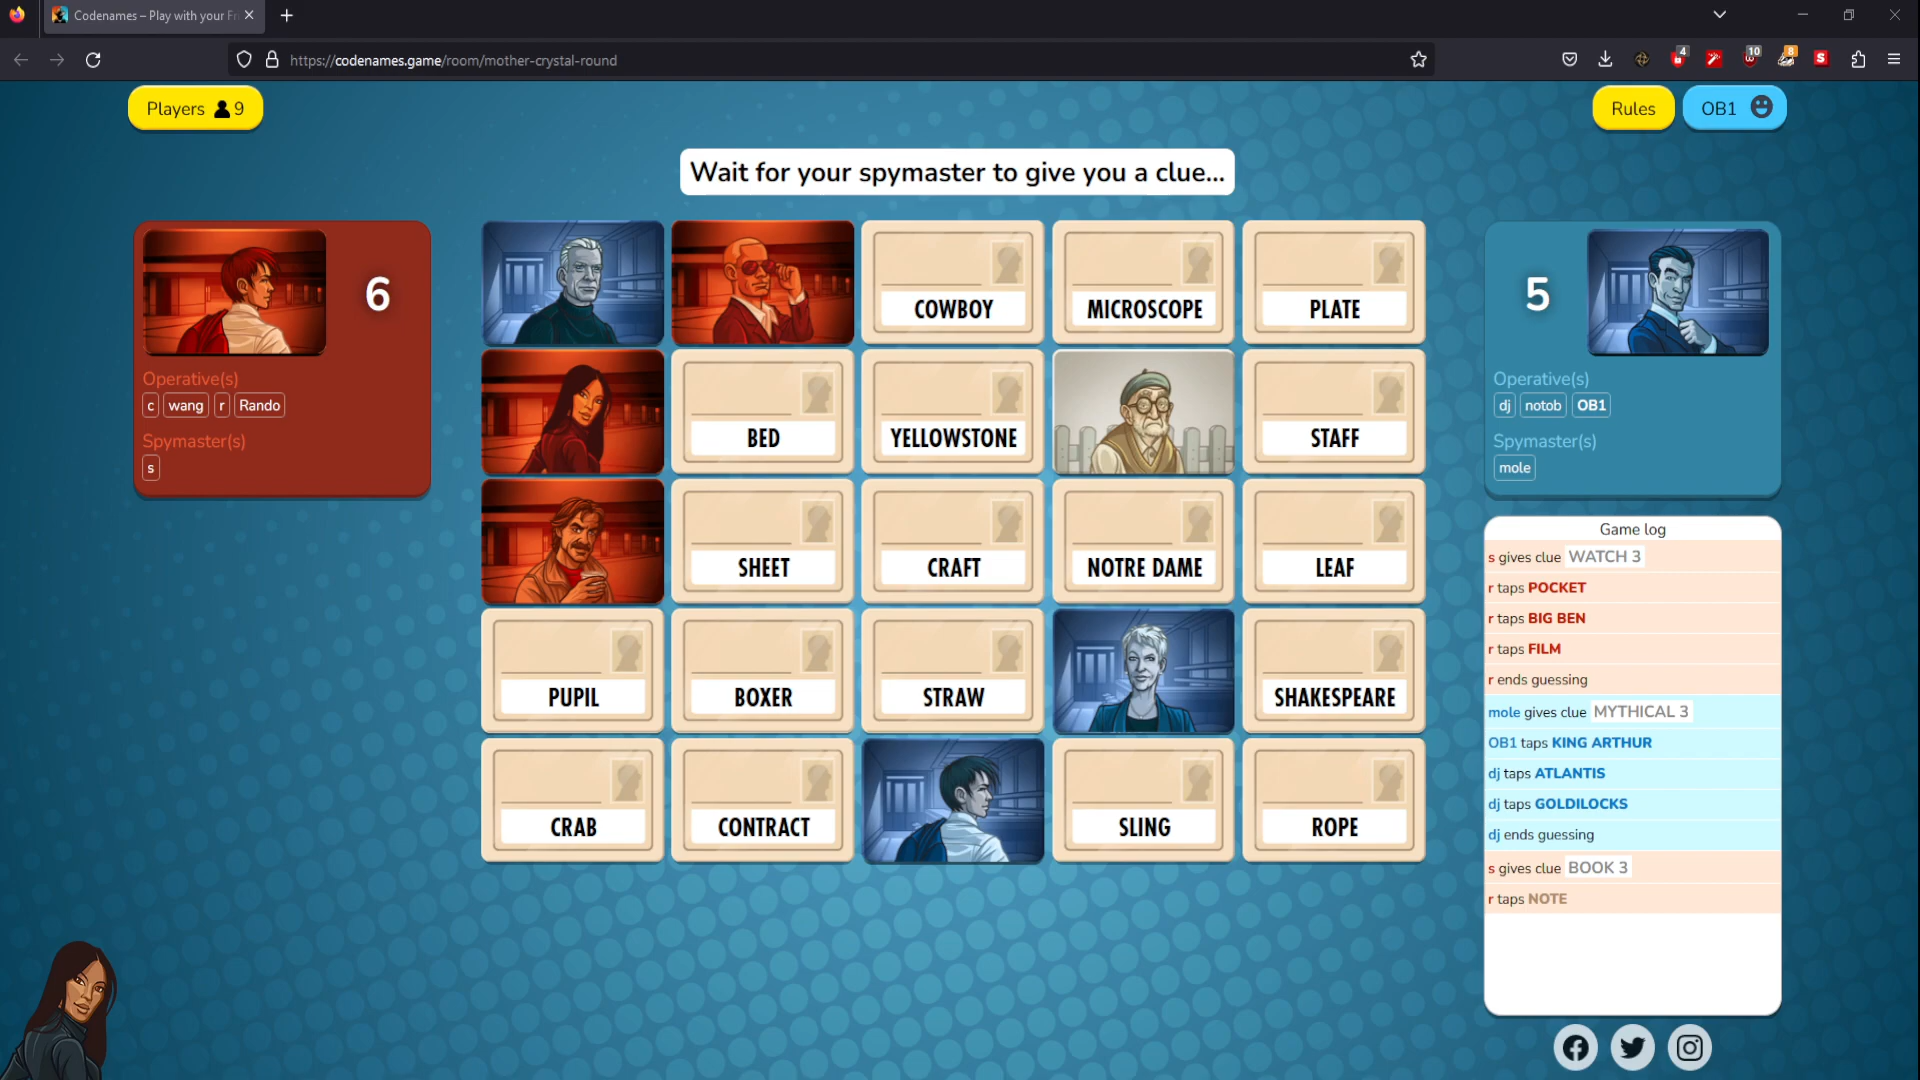 Codenames – Play with your Fr
https://codenames.game/room/mother-crystal-round
4
10
8
S
Players 9
Rules
OB1
Wait for your spymaster to give you a clue...
6
Operative(s)
c wang r Rando
Spymaster(s)
s
COWBOY
MICROSCOPE
PLATE
BED
YELLOWSTONE
STAFF
SHEET
CRAFT
NOTRE DAME
LEAF
PUPIL
BOXER
STRAW
SHAKESPEARE
CRAB
CONTRACT
SLING
ROPE
5
Operative(s)
dj notob OB1
Spymaster(s)
mole
Game log
s gives clue WATCH 3
r taps POCKET
r taps BIG BEN
r taps FILM
r ends guessing
mole gives clue MYTHICAL 3
OB1 taps KING ARTHUR
dj taps ATLANTIS
dj taps GOLDILOCKS
dj ends guessing
s gives clue BOOK 3
r taps NOTE